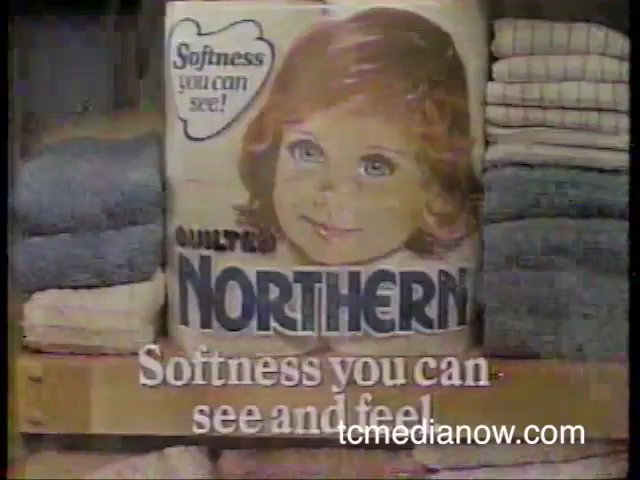 Softness
you can
see!
QUILTED
NORTHERN
Softness you can
see and feel.
tcmedianow.com